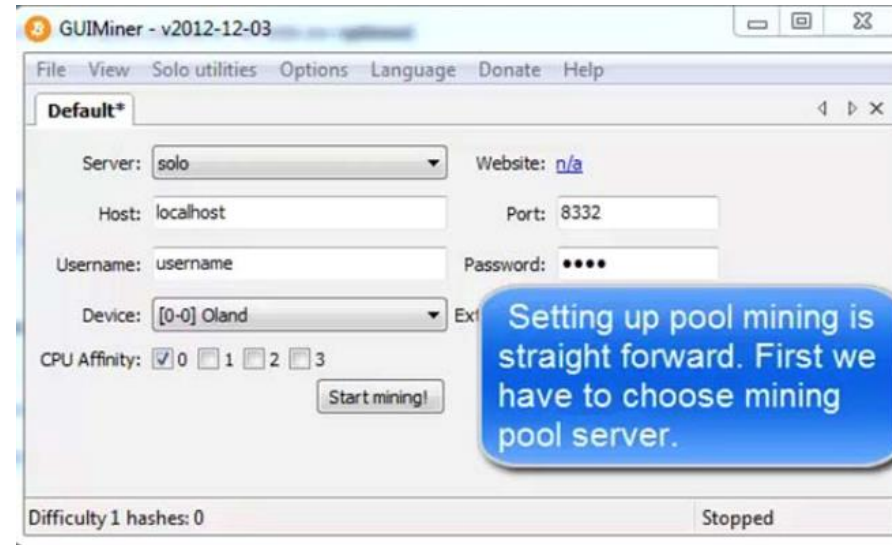 GUIMiner - v2012-12-03
File View Solo utilities Options Language Donate Help
Default*
Server: solo Website: n/a
Host: localhost Port: 8332
Username: username Password: ••••
Device: [0-0] Oland
CPU Affinity: 0 1 2 3
Start mining!
Setting up pool mining is
straight forward. First we
have to choose mining
pool server.
Difficulty 1 hashes: 0 Stopped